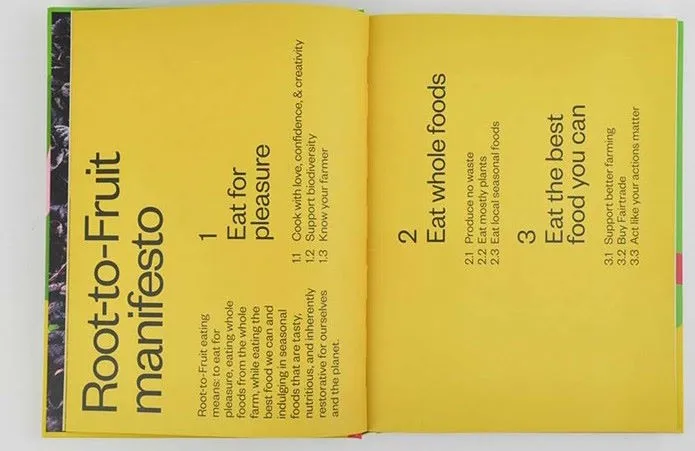 Root-to-Fruit
manifesto
Root-to-Fruit eating
means: to eat for
pleasure, eating whole
foods from the whole
farm, while eating the
best food we can and
indulging in seasonal
foods that are tasty,
nutritious, and inherently
restorative for ourselves
and the planet.
1
Eat for
pleasure
1.1 Cook with love, confidence, & creativity
1.2 Support biodiversity
1.3 Know your farmer
2
Eat whole foods
2.1 Produce no waste
2.2 Eat mostly plants
2.3 Eat local seasonal foods
3
Eat the best
food you can
3.1 Support better farming
3.2 Buy Fairtrade
3.3 Act like your actions matter